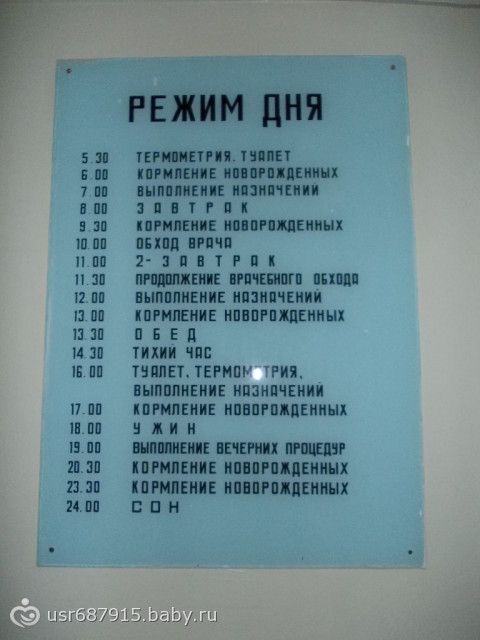 РЕЖИМ ДНЯ
5.30 ТЕРМОМЕТРИЯ. ТУАЛЕТ
6.00 КОРМЛЕНИЕ НОВОРОЖДЕННЫХ
7.00 ВЫПОЛНЕНИЕ НАЗНАЧЕНИЙ
8.00 ЗАВТРАК
9.30 КОРМЛЕНИЕ НОВОРОЖДЕННЫХ
10.00 ОБХОД ВРАЧА
11.00 2- ЗАВТРАК
11.30 ПРОДОЛЖЕНИЕ ВРАЧЕБНОГО ОБХОДА
12.00 ВЫПОЛНЕНИЕ НАЗНАЧЕНИЙ
13.00 КОРМЛЕНИЕ НОВОРОЖДЕННЫХ
13.30 ОБЕД
14.30 ТИХИЙ ЧАС
16.00 ТУАЛЕТ, ТЕРМОМЕТРИЯ,
ВЫПОЛНЕНИЕ НАЗНАЧЕНИЙ
17.00 КОРМЛЕНИЕ НОВОРОЖДЕННЫХ
18.00 УЖИН
19.00 ВЫПОЛНЕНИЕ ВЕЧЕРНИХ ПРОЦЕДУР
20.30 КОРМЛЕНИЕ НОВОРОЖДЕННЫХ
23.30 КОРМЛЕНИЕ НОВОРОЖДЕННЫХ
24.00 СОН
usr687915.baby.ru